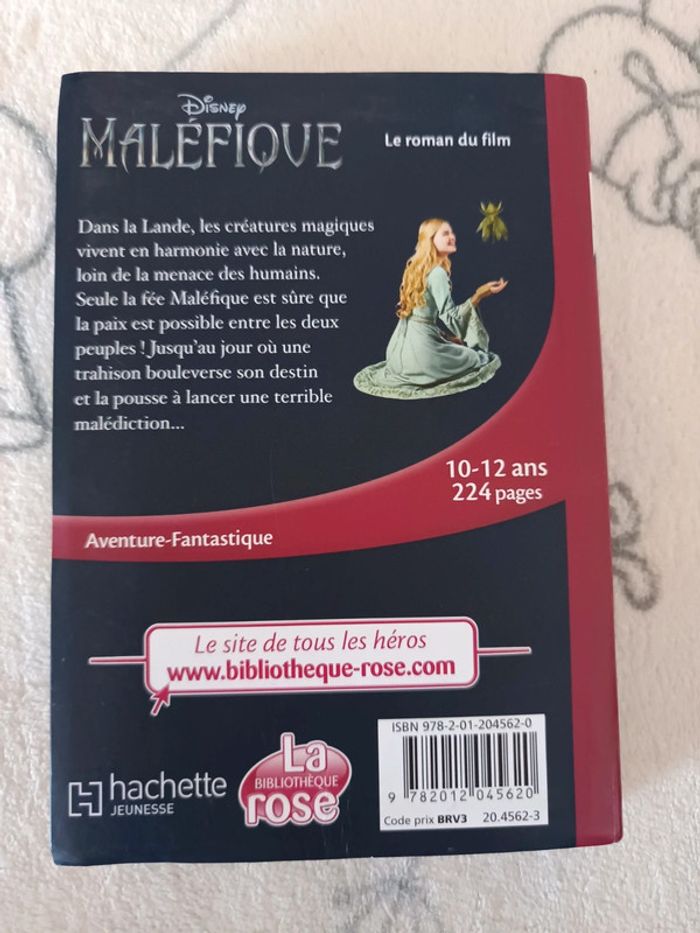 Disney
MALÉFIQUE
Le roman du film
Dans la Lande, les créatures magiques
vivent en harmonie avec la nature,
loin de la menace des humains.
Seule la fée Maléfique est sûre que
la paix est possible entre les deux
peuples ! Jusqu'au jour où une
trahison bouleverse son destin
et la pousse à lancer une terrible
malédiction...
10-12 ans
224 pages
Aventure-Fantastique
Le site de tous les héros
www.bibliotheque-rose.com
hachette
JEUNESSE
La
BIBLIOTHÈQUE
rose
ISBN 978-2-01-204562-0
9 782012 045620
Code prix BRV3 20.4562-3